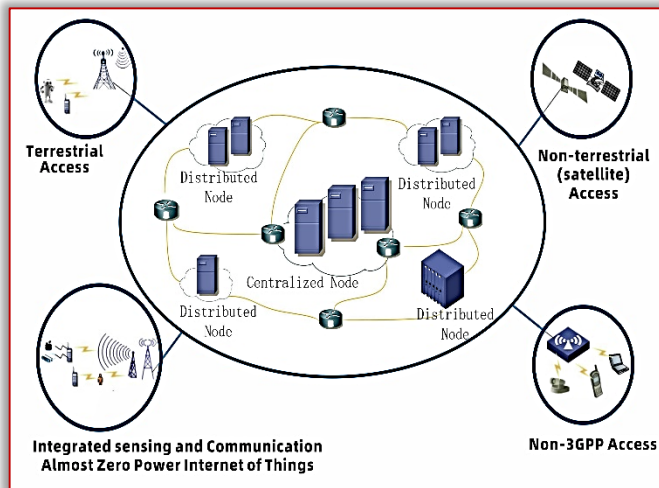 Terrestrial
Access
Non-terrestrial
(satellite)
Access
Distributed
Node
Distributed
Node
Centralized Node
Distributed
Node
Distributed
Node
Integrated sensing and Communication
Almost Zero Power Internet of Things
Non-3GPP Access